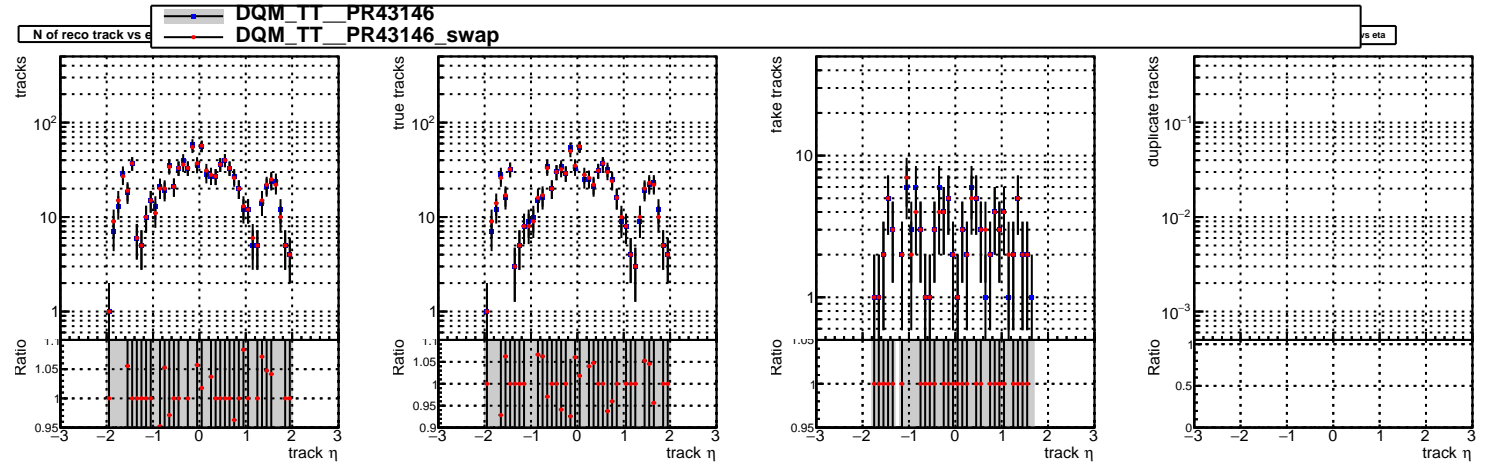 DQM_TT__PR43146
DQM_TT__PR43146_swap
N of reco track vs e
vs eta
tracks
10²
10
1
Ratio
1.1
1.05
1
0.95
−3 −2 −1 0 1 2 3
track η
true tracks
10²
10
1
Ratio
1.05
1
0.95
0.9
−3 −2 −1 0 1 2 3
track η
fake tracks
10
1
Ratio
1.05
1
0.95
−3 −2 −1 0 1 2 3
track η
duplicate tracks
10⁻¹
10⁻²
10⁻³
Ratio
1
0.5
0
−3 −2 −1 0 1 2 3
track η